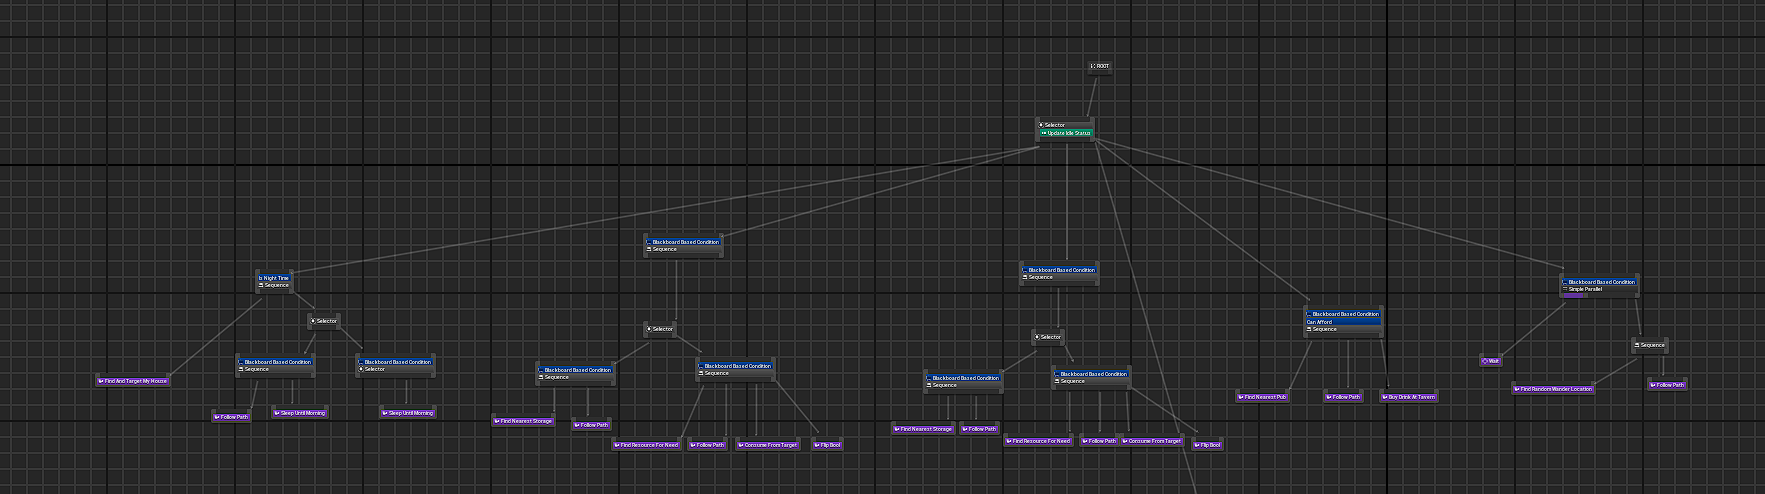 ROOT
Selector
Update Idle Status
Blackboard Based Condition
Sequence
Is Night Time
Sequence
Blackboard Based Condition
Sequence
Blackboard Based Condition
Simple Parallel
Blackboard Based Condition
Can Afford
Sequence
Selector
Selector
Selector
Sequence
Blackboard Based Condition
Sequence
Blackboard Based Condition
Selector
Blackboard Based Condition
Sequence
Blackboard Based Condition
Sequence
Blackboard Based Condition
Sequence
Blackboard Based Condition
Sequence
Wait
Find And Target My House
Find Random Wander Location
Follow Path
Find Nearest Pub
Follow Path
Buy Drink At Tavern
Follow Path
Sleep Until Morning
Sleep Until Morning
Find Nearest Storage
Follow Path
Find Nearest Storage
Follow Path
Find Resource For Need
Follow Path
Consume From Target
Flip Bool
Find Resource For Need
Follow Path
Consume From Target
Flip Bool